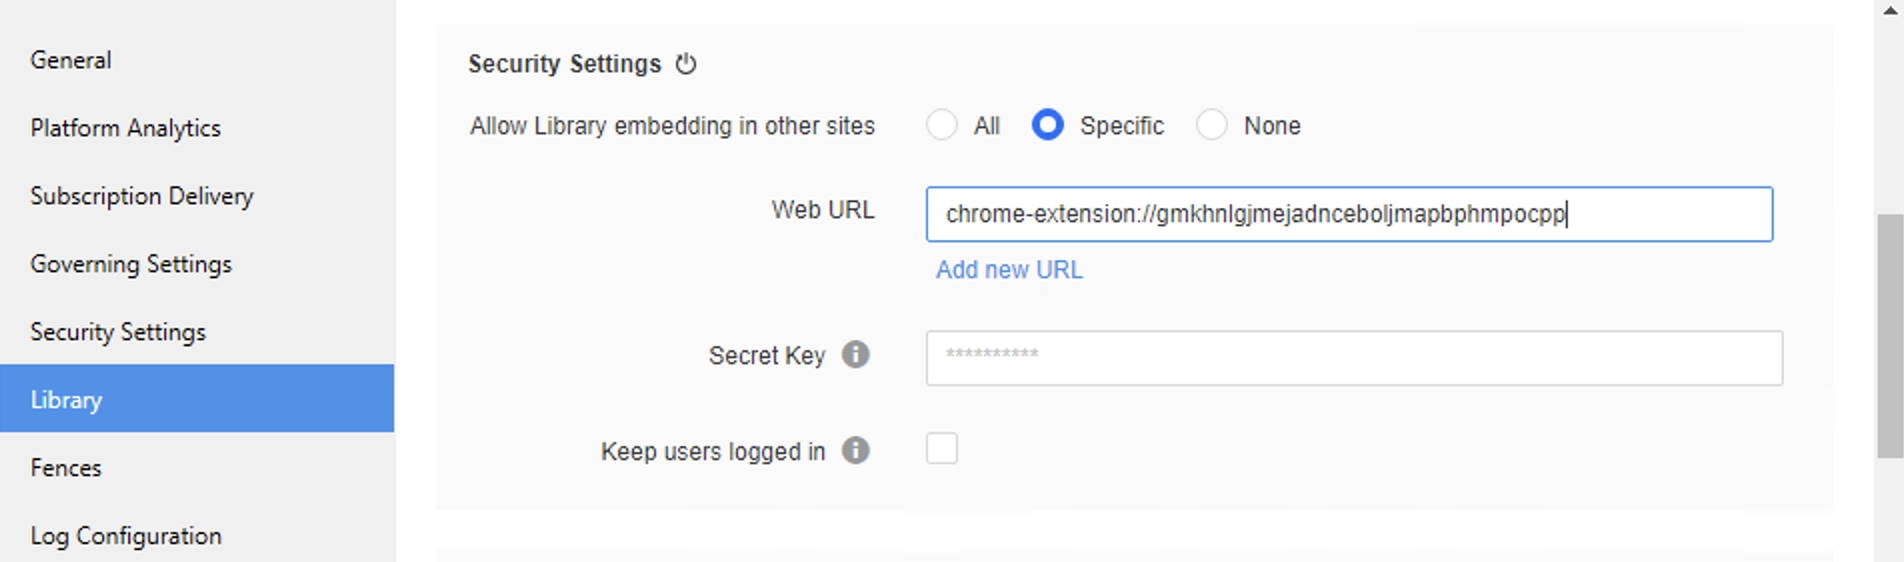 General
Platform Analytics
Subscription Delivery
Governing Settings
Security Settings
Library
Fences
Log Configuration
Security Settings
Allow Library embedding in other sites All Specific None
Web URL chrome-extension://gmkhnlgjmejadnceboljmapbphmpocpp
Add new URL
Secret Key **********
Keep users logged in